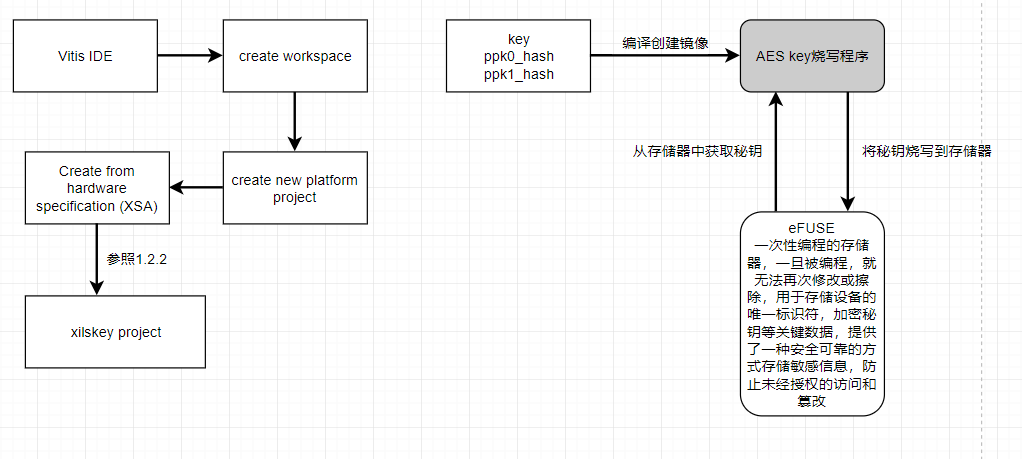 Vitis IDE
create workspace
create new platform
project
Create from
hardware
specification (XSA)
参照1.2.2
xilskey project
key
ppk0_hash
ppk1_hash
编译创建镜像
AES key烧写程序
从存储器中获取秘钥
将秘钥烧写到存储器
eFUSE
一次性编程的存储
器，一旦被编程，就
无法再次修改或擦
除，用于存储设备的
唯一标识符，加密秘
钥等关键数据，提供
了一种安全可靠的方
式存储敏感信息，防
止未经授权的访问和
篡改